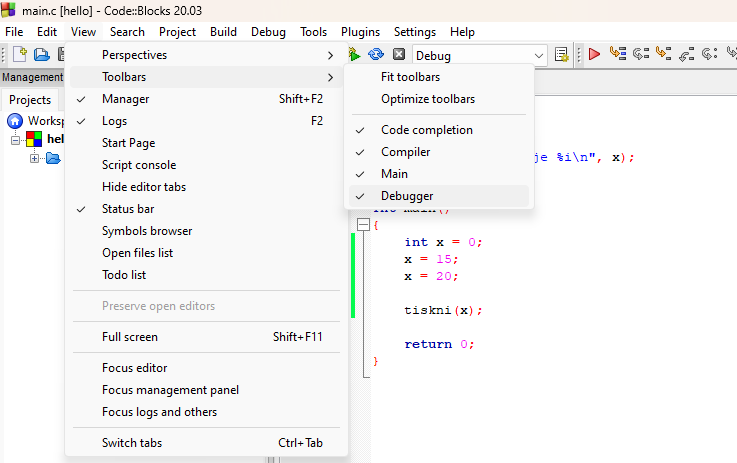 main.c [hello] - Code::Blocks 20.03
File Edit View Search Project Build Debug Tools Plugins Settings Help
Debug
Management
Projects
Worksp
hel
Perspectives
Toolbars
Manager Shift+F2
Logs F2
Start Page
Script console
Hide editor tabs
Status bar
Symbols browser
Open files list
Todo list
Preserve open editors
Full screen Shift+F11
Focus editor
Focus management panel
Focus logs and others
Switch tabs Ctrl+Tab
Fit toolbars
Optimize toolbars
Code completion
Compiler
Main
Debugger
je %i\n", x);
int main()
{
int x = 0;
x = 15;
x = 20;
tiskni(x);
return 0;
}